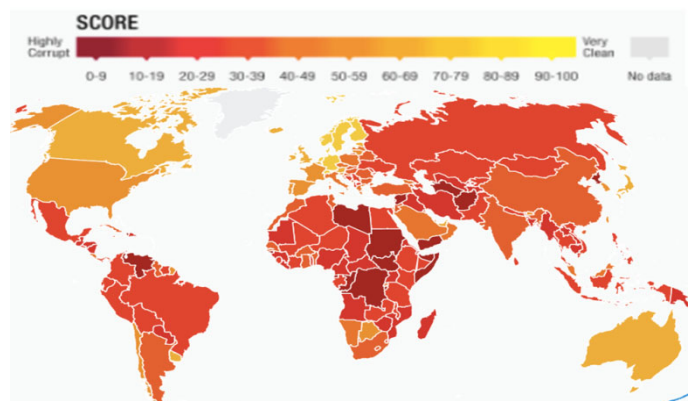 SCORE
Highly Corrupt
Very Clean
0-9 10-19 20-29 30-39 40-49 50-59 60-69 70-79 80-89 90-100 No data